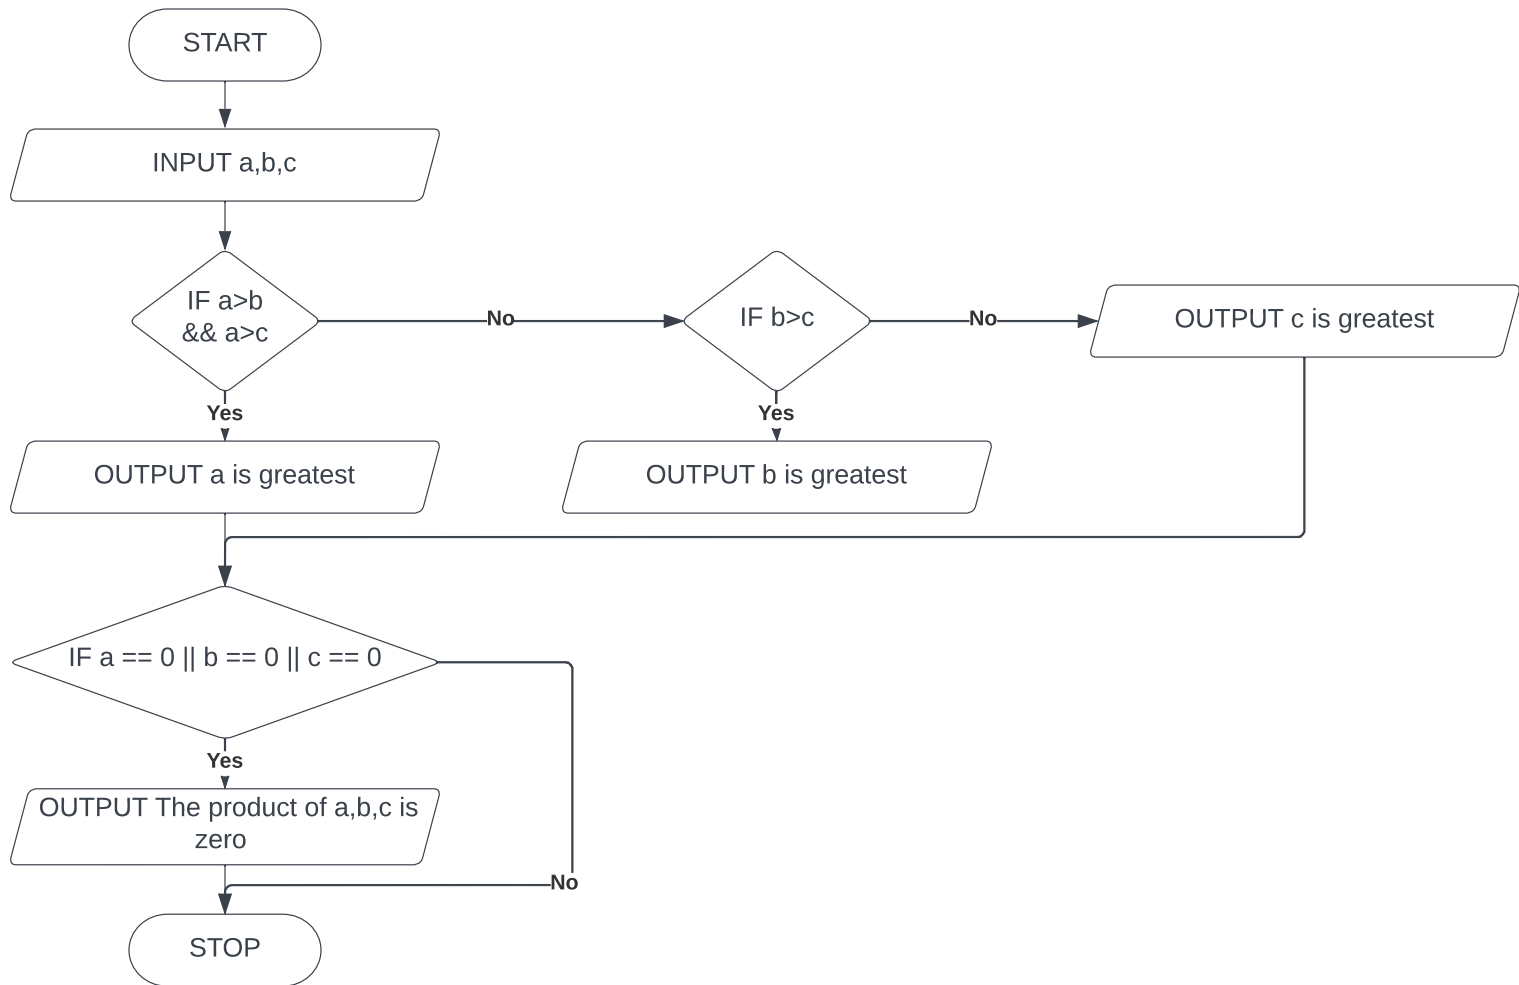 START
INPUT a,b,c
IF a>b
&& a>c
No
IF b>c
No
OUTPUT c is greatest
Yes
Yes
OUTPUT a is greatest
OUTPUT b is greatest
IF a == 0 || b == 0 || c == 0
Yes
OUTPUT The product of a,b,c is
zero
No
STOP